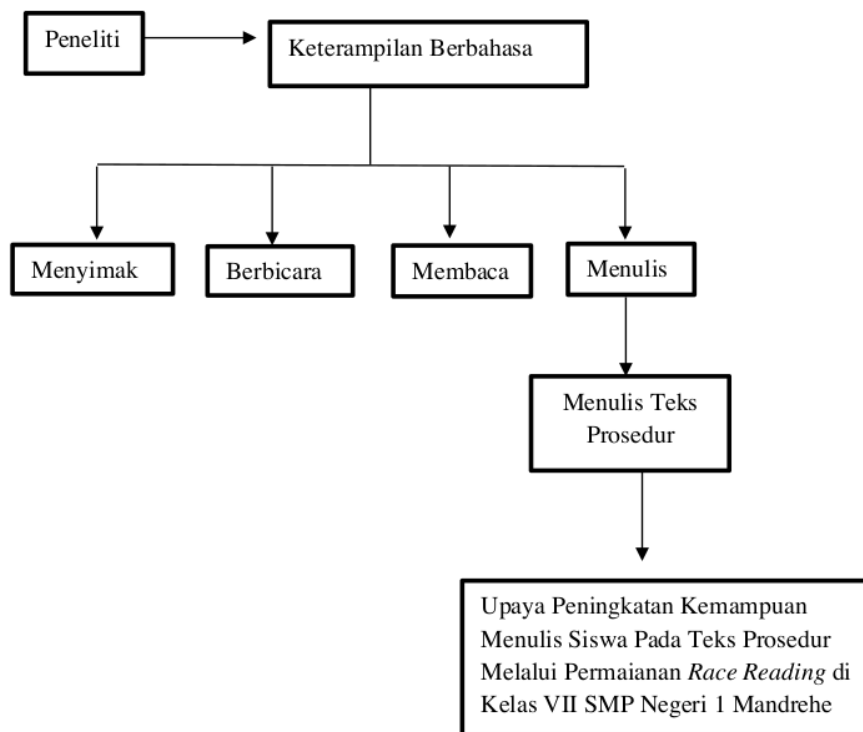 Peneliti
Keterampilan Berbahasa
Menyimak
Berbicara
Membaca
Menulis
Menulis Teks
Prosedur
Upaya Peningkatan Kemampuan
Menulis Siswa Pada Teks Prosedur
Melalui Permaianan Race Reading di
Kelas VII SMP Negeri 1 Mandrehe